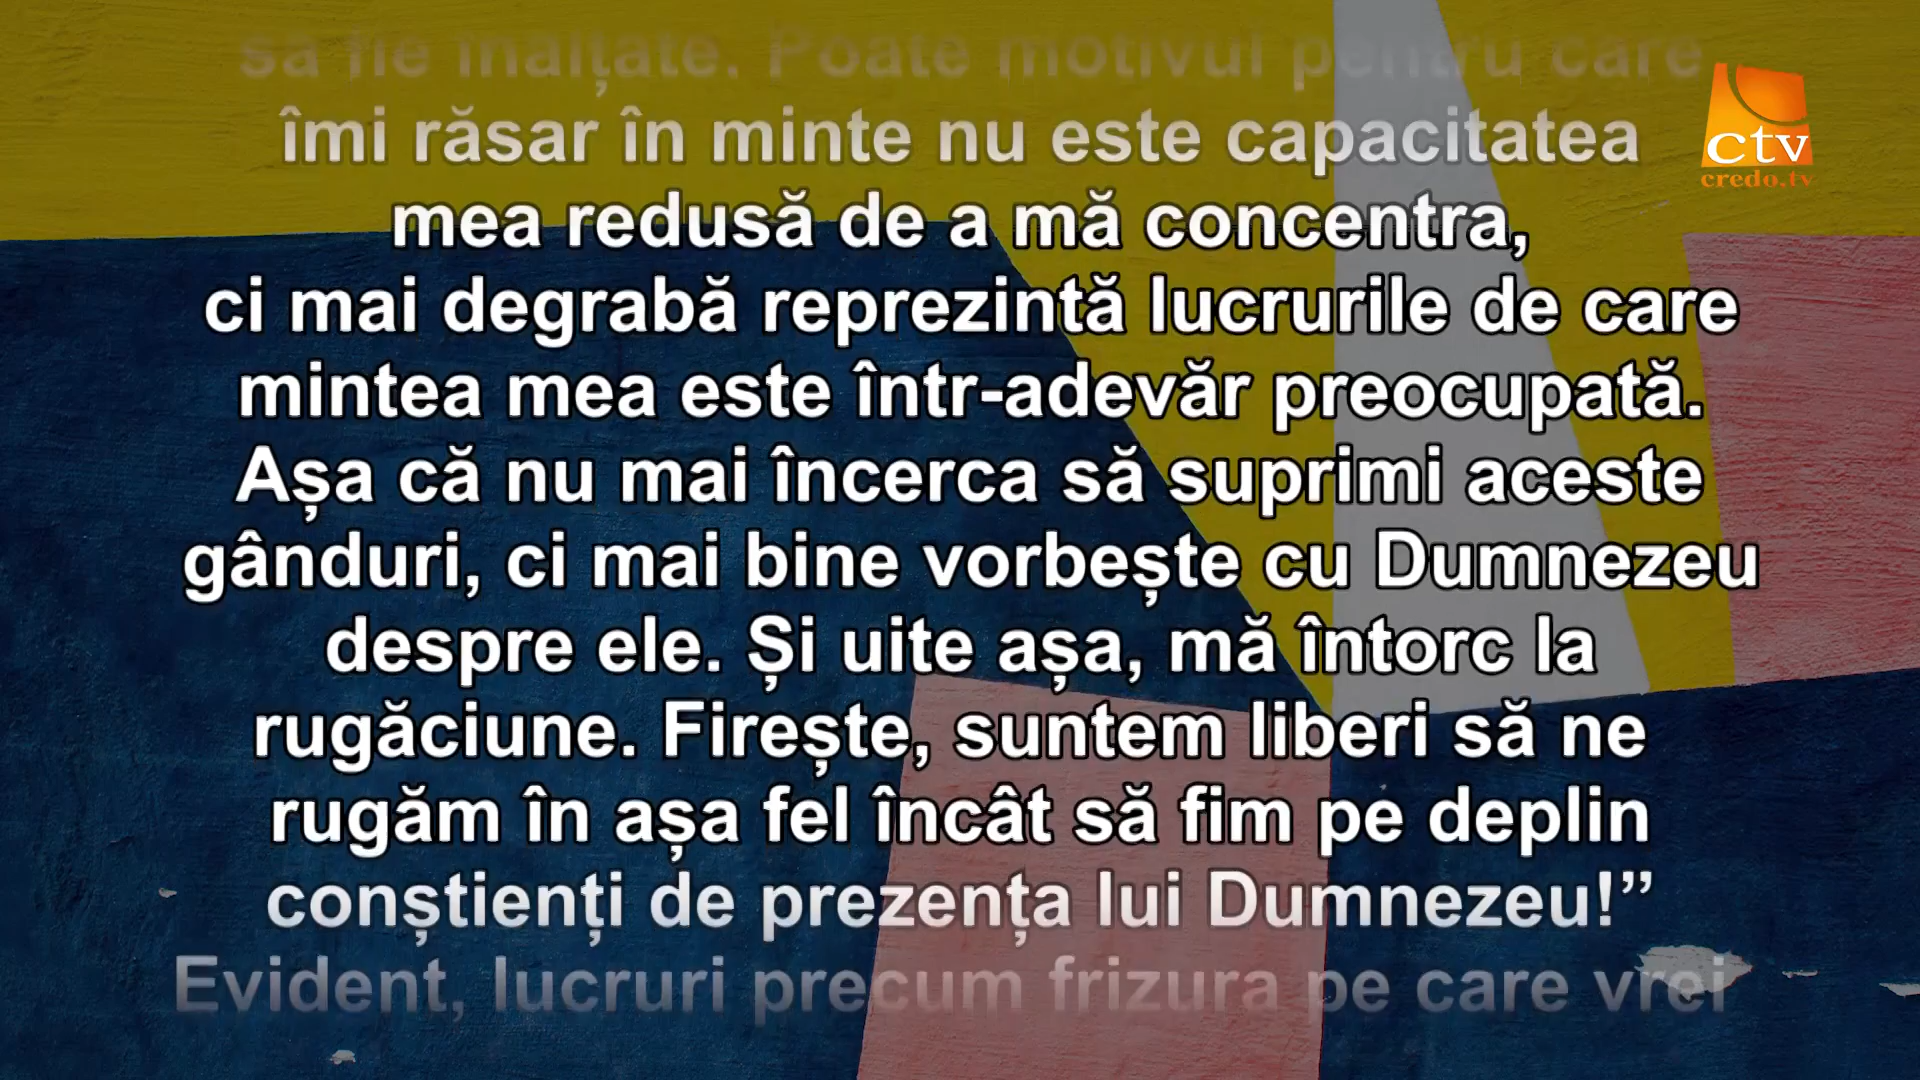 să fie înălțate. Poate motivul pentru care
îmi răsar în minte nu este capacitatea
mea redusă de a mă concentra,
ci mai degrabă reprezintă lucrurile de care
mintea mea este într-adevăr preocupată.
Așa că nu mai încerca să suprimi aceste
gânduri, ci mai bine vorbește cu Dumnezeu
despre ele. Și uite așa, mă întorc la
rugăciune. Firește, suntem liberi să ne
rugăm în așa fel încât să fim pe deplin
conștienți de prezența lui Dumnezeu!”
Evident, lucruri precum frizura pe care vrei
ctv
credo.tv